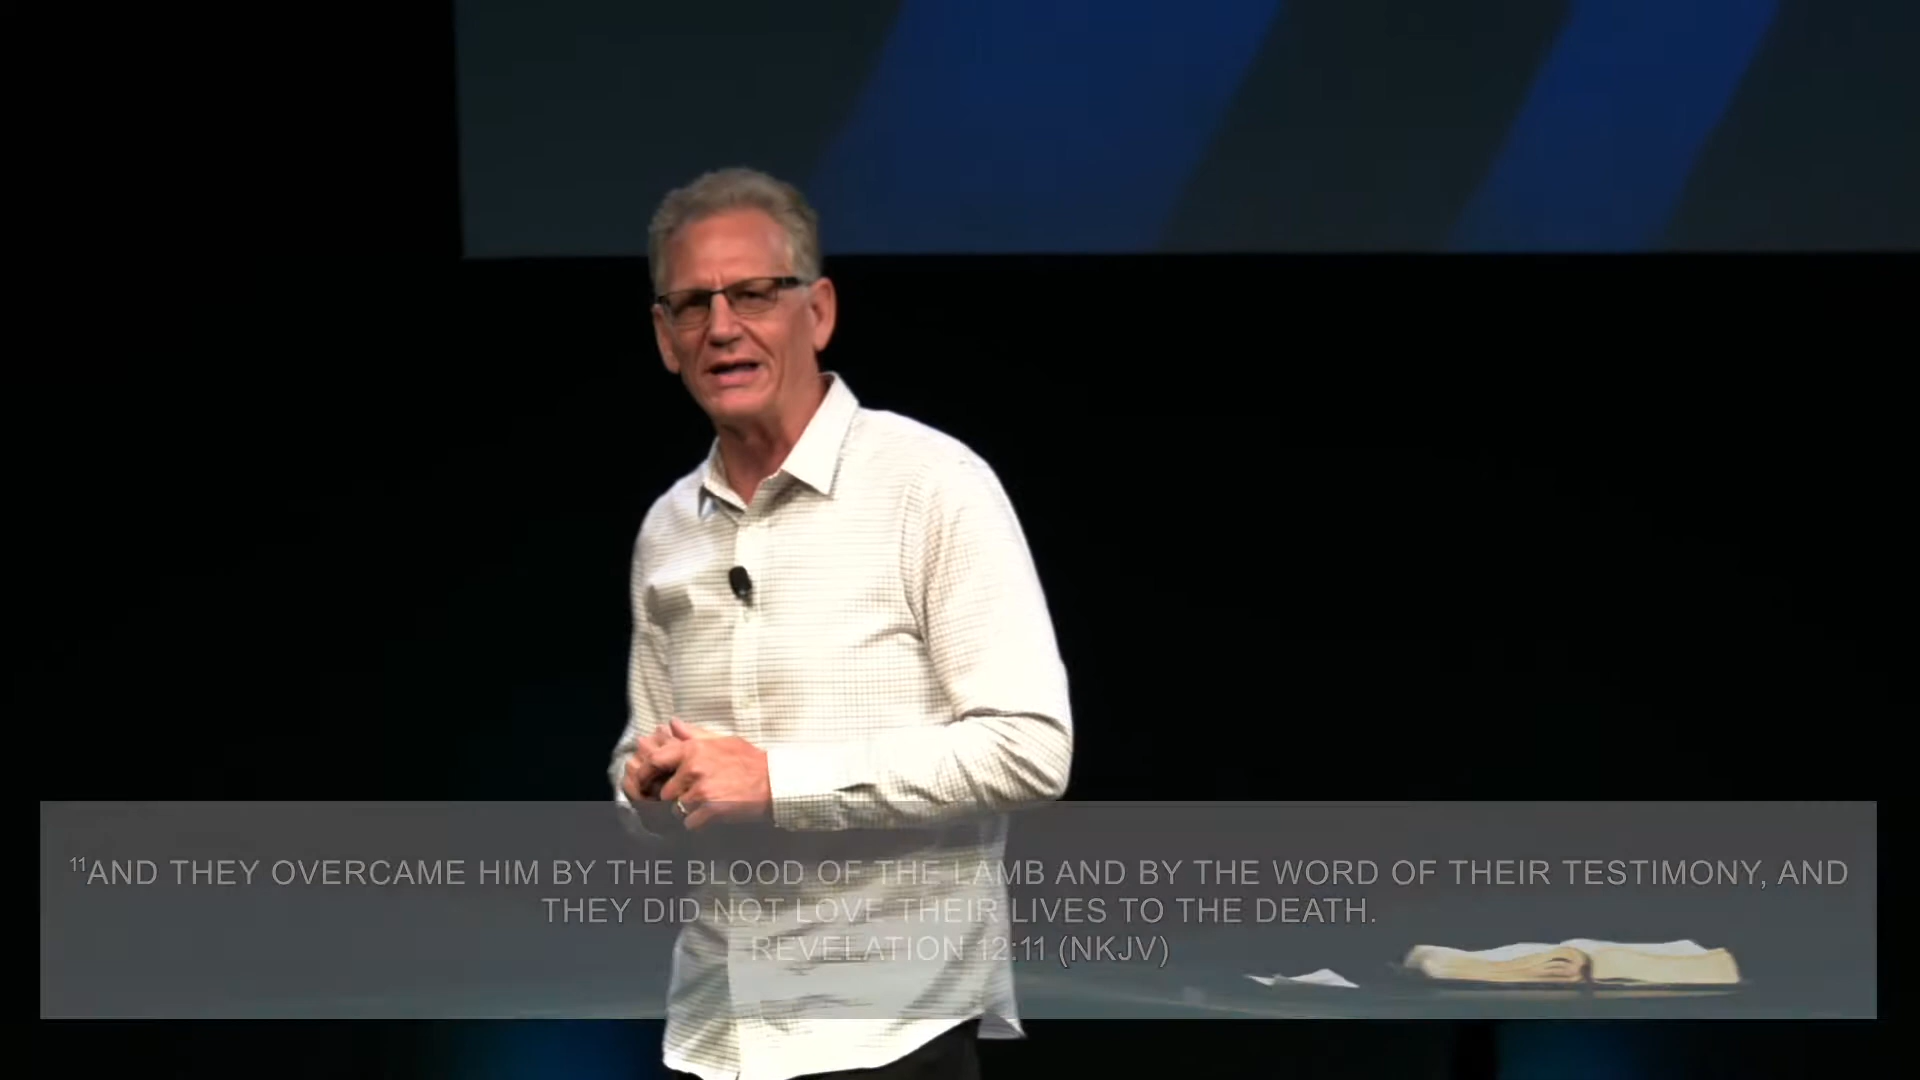 ¹¹AND THEY OVERCAME HIM BY THE BLOOD OF THE LAMB AND BY THE WORD OF THEIR TESTIMONY, AND
THEY DID NOT LOVE THEIR LIVES TO THE DEATH.
REVELATION 12:11 (NKJV)